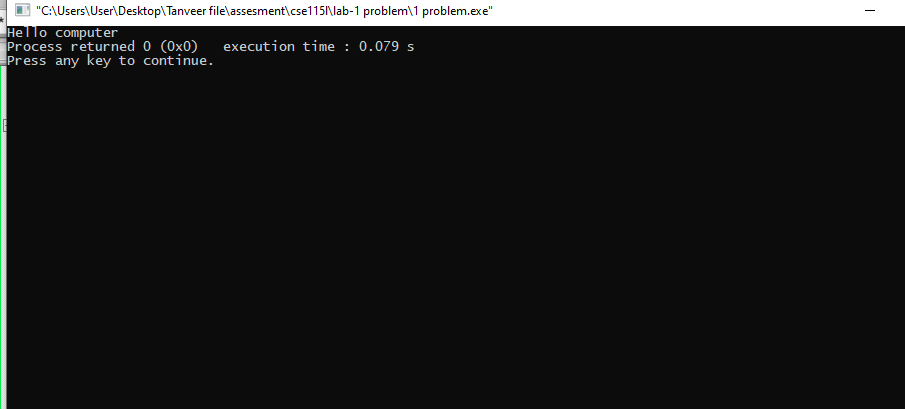 "C:\Users\User\Desktop\Tanveer file\assesment\cse115l\lab-1 problem\1 problem.exe"
Hello computer
Process returned 0 (0x0)   execution time : 0.079 s
Press any key to continue.